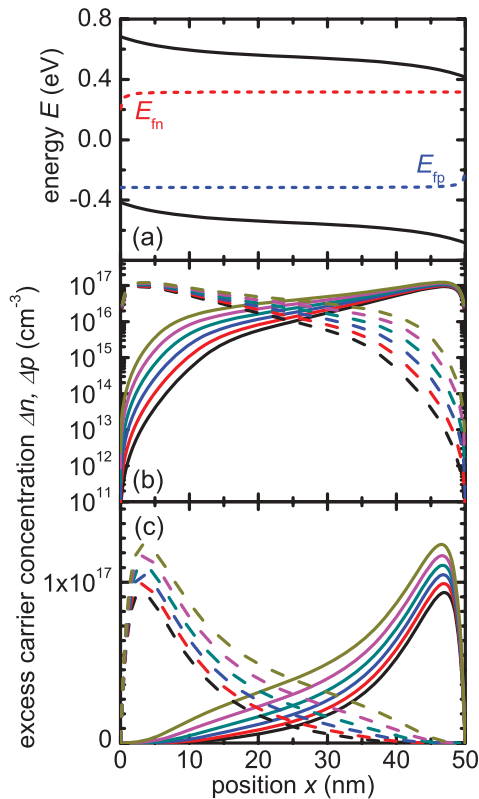 0.8
0.4
0.0
-0.4
energy E (eV)
E_fn
E_fp
(a)
10^17
10^16
10^15
10^14
10^13
10^12
10^11
(b)
(c)
1x10^17
0
excess carrier concentration Δn, Δp (cm^-3)
0 10 20 30 40 50
position x (nm)